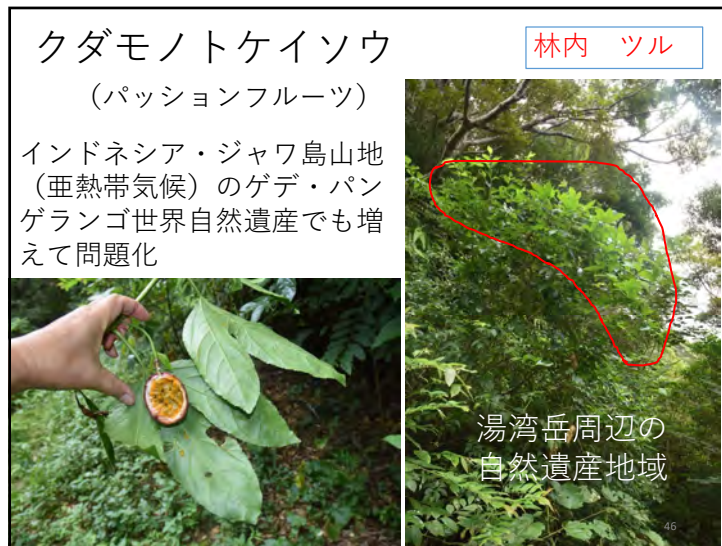 クダモノトケイソウ
林内　ツル
（パッションフルーツ）
インドネシア・ジャワ島山地
（亜熱帯気候）のゲデ・パン
ゲランゴ世界自然遺産でも増
えて問題化
湯湾岳周辺の
自然遺産地域
46